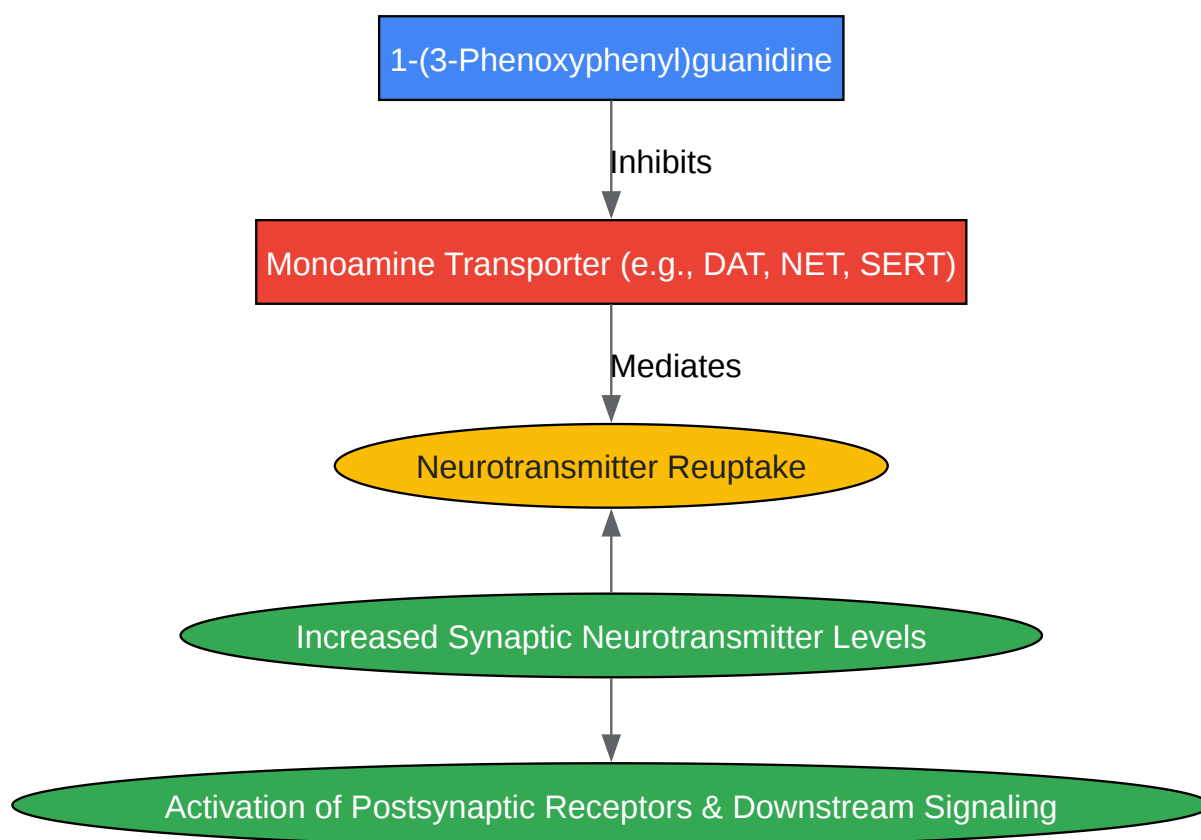 1-(3-Phenoxyphenyl)guanidine
Inhibits
Monoamine Transporter (e.g., DAT, NET, SERT)
Mediates
Neurotransmitter Reuptake
Increased Synaptic Neurotransmitter Levels
Activation of Postsynaptic Receptors & Downstream Signaling